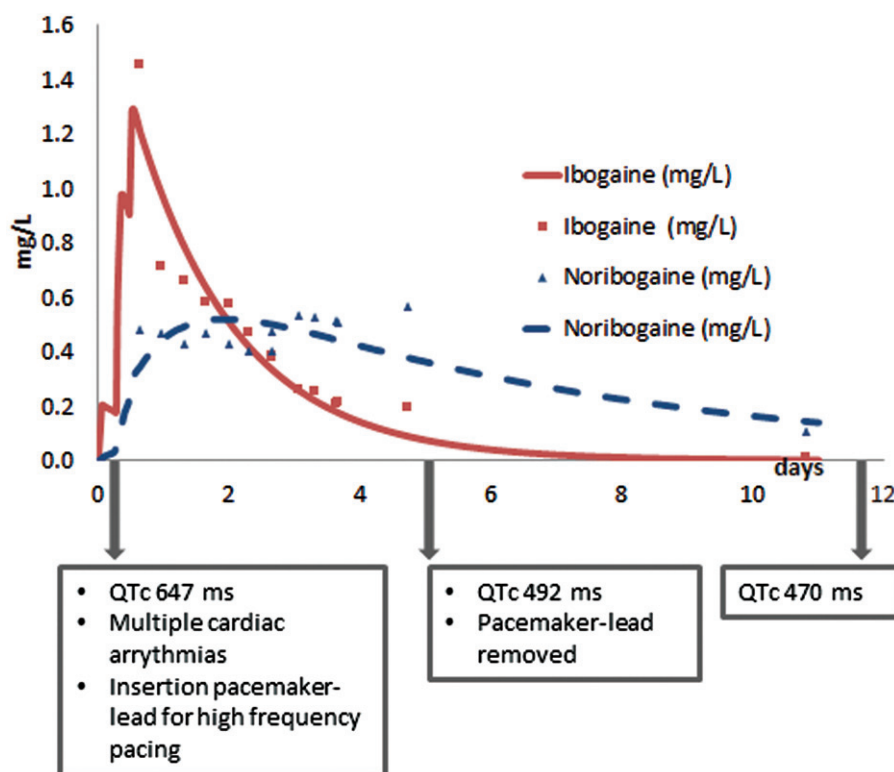 1.6
1.4
1.2
1.0
0.8
0.6
0.4
0.2
0.0
mg/L
Ibogaine (mg/L)
Ibogaine (mg/L)
Noribogaine (mg/L)
Noribogaine (mg/L)
days
0 2 4 6 8 10 12
• QTc 647 ms
• Multiple cardiac
arrythmias
• Insertion pacemaker-
lead for high frequency
pacing
• QTc 492 ms
• Pacemaker-lead
removed
QTc 470 ms